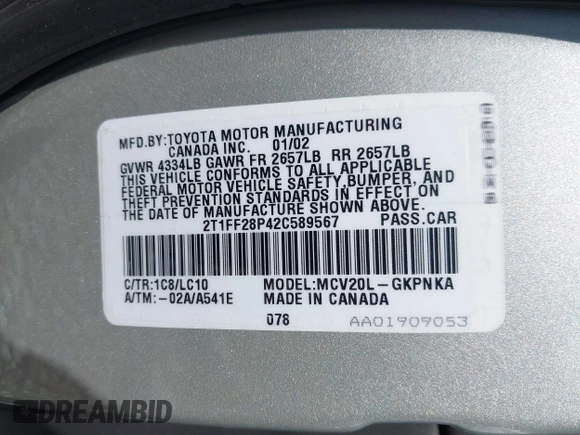 MFD.BY:TOYOTA MOTOR MANUFACTURING
CANADA INC. 01/02
GVWR 4334LB GAWR FR 2657LB RR 2657LB
THIS VEHICLE CONFORMS TO ALL APPLICABLE
FEDERAL MOTOR VEHICLE SAFETY,BUMPER, AND
THEFT PREVENTION STANDARDS IN EFFECT ON
THE DATE OF MANUFACTURE SHOWN ABOVE.
2T1FF28P42C589567 PASS.CAR
C/TR:1C8/LC10 MODEL:MCV20L-GKPNKA
A/TM:-02A/A541E MADE IN CANADA
078 AA01909053
DREAMBID